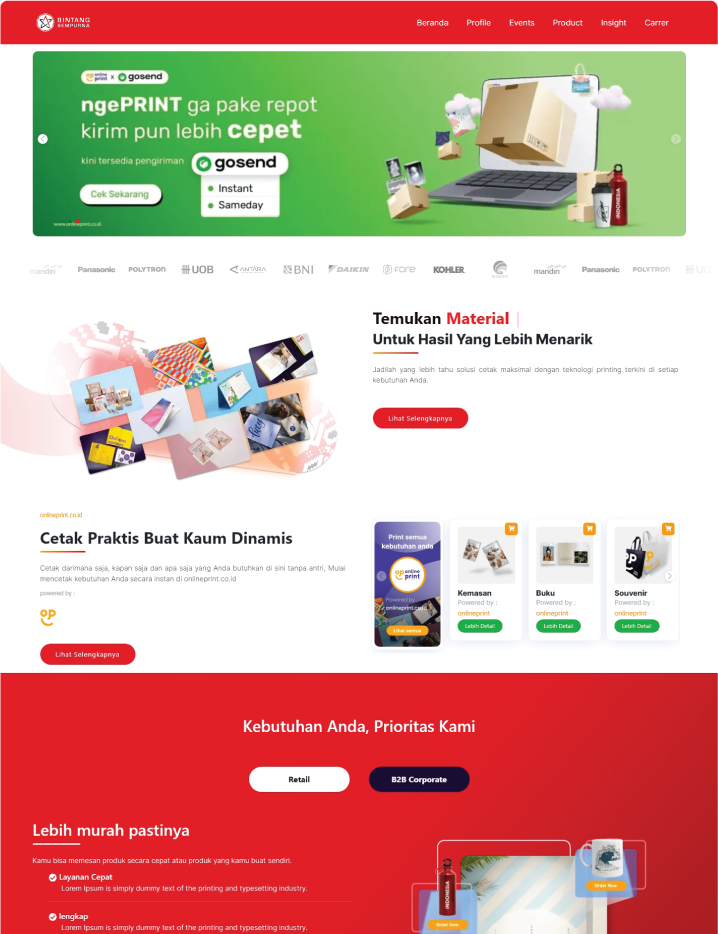 BINTANG
SEMPURNA
Beranda Profile Events Product Insight Carrer
online print x gosend
ngePRINT ga pake repot
kirim pun lebih cepet
kini tersedia pengiriman gosend
Instant
Sameday
Cek Sekarang
www.onlineprint.co.id
INDONESIA
mandiri Panasonic POLYTRON UOB ANTARA BNI DAIKIN fore KOHLER mandiri Panasonic POLYTRON UO
Temukan Material
Untuk Hasil Yang Lebih Menarik
Jadilah yang lebih tahu solusi cetak maksimal dengan teknologi printing terkini di setiap
kebutuhan Anda.
Lihat Selengkapnya
onlineprint.co.id
Cetak Praktis Buat Kaum Dinamis
Cetak darimana saja, kapan saja dan apa saja yang Anda butuhkan di sini tanpa antri, Mulai
mencetak kebutuhan Anda secara instan di onlineprint.co.id
powered by :
OP
Lihat Selengkapnya
Print semua
kebutuhan anda
online
print
Powered by :
onlineprint.co.id
Lihat semua
Kemasan
Powered by :
onlineprint
Lebih Detail
Buku
Powered by :
onlineprint
Lebih Detail
Souvenir
Powered by :
onlineprint
Lebih Detail
Kebutuhan Anda, Prioritas Kami
Retail B2B Corporate
Lebih murah pastinya
Kamu bisa memesan produk secara cepat atau produk yang kamu buat sendiri.
Layanan Cepat
Lorem Ipsum is simply dummy text of the printing and typesetting industry.
lengkap
Lorem Ipsum is simply dummy text of the printing and typesetting industry.
INDONESIA
Order Now
Order Now